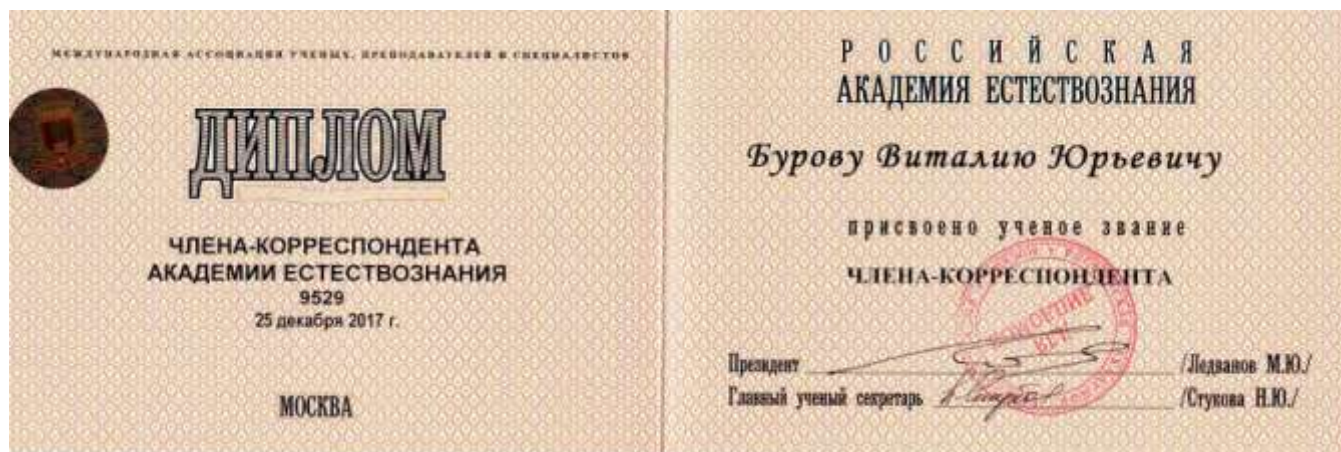 МЕЖДУНАРОДНАЯ АССОЦИАЦИЯ УЧЕНЫХ, ПРЕПОДАВАТЕЛЕЙ И СПЕЦИАЛИСТОВ
ДИПЛОМ
ЧЛЕНА-КОРРЕСПОНДЕНТА
АКАДЕМИИ ЕСТЕСТВОЗНАНИЯ
9529
25 декабря 2017 г.
МОСКВА
РОССИЙСКАЯ
АКАДЕМИЯ ЕСТЕСТВОЗНАНИЯ
Бурову Виталию Юрьевичу
присвоено ученое звание
ЧЛЕНА-КОРРЕСПОНДЕНТА
Президент /Ледванов М.Ю./
Главный ученый секретарь /Стукова Н.Ю./